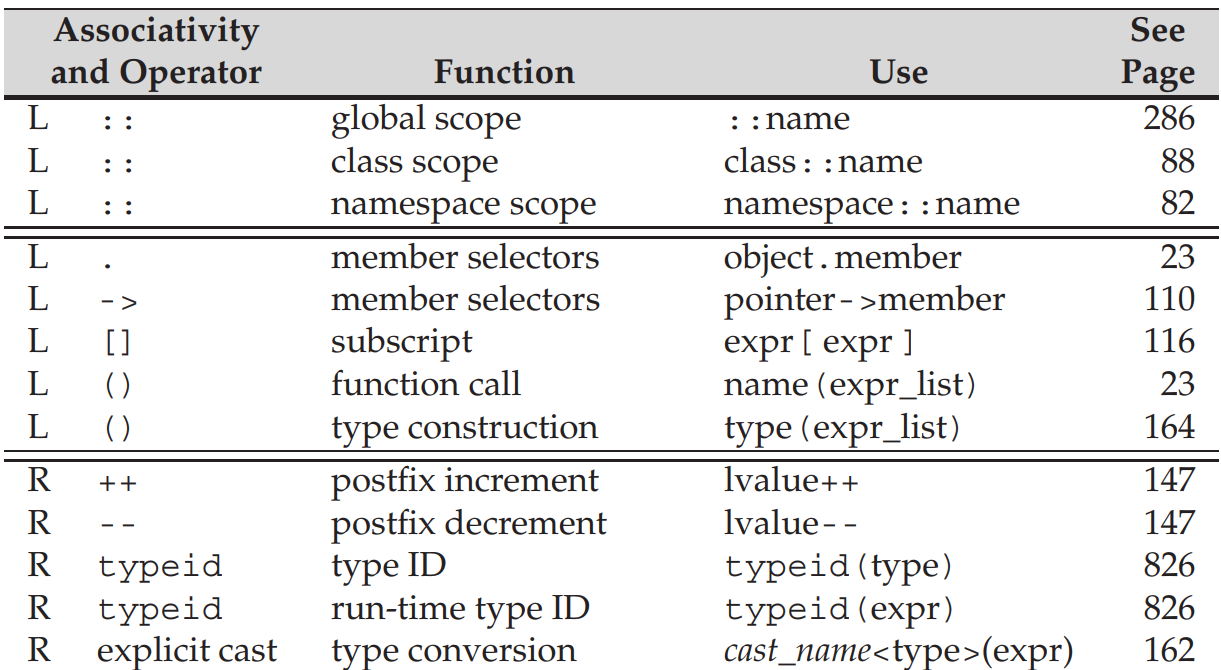 Associativity and Operator Function Use See Page
L :: global scope ::name 286
L :: class scope class::name 88
L :: namespace scope namespace::name 82
L . member selectors object.member 23
L -> member selectors pointer->member 110
L [] subscript expr[ expr ] 116
L () function call name(expr_list) 23
L () type construction type(expr_list) 164
R ++ postfix increment lvalue++ 147
R -- postfix decrement lvalue-- 147
R typeid type ID typeid(type) 826
R typeid run-time type ID typeid(expr) 826
R explicit cast type conversion cast_name<type>(expr) 162